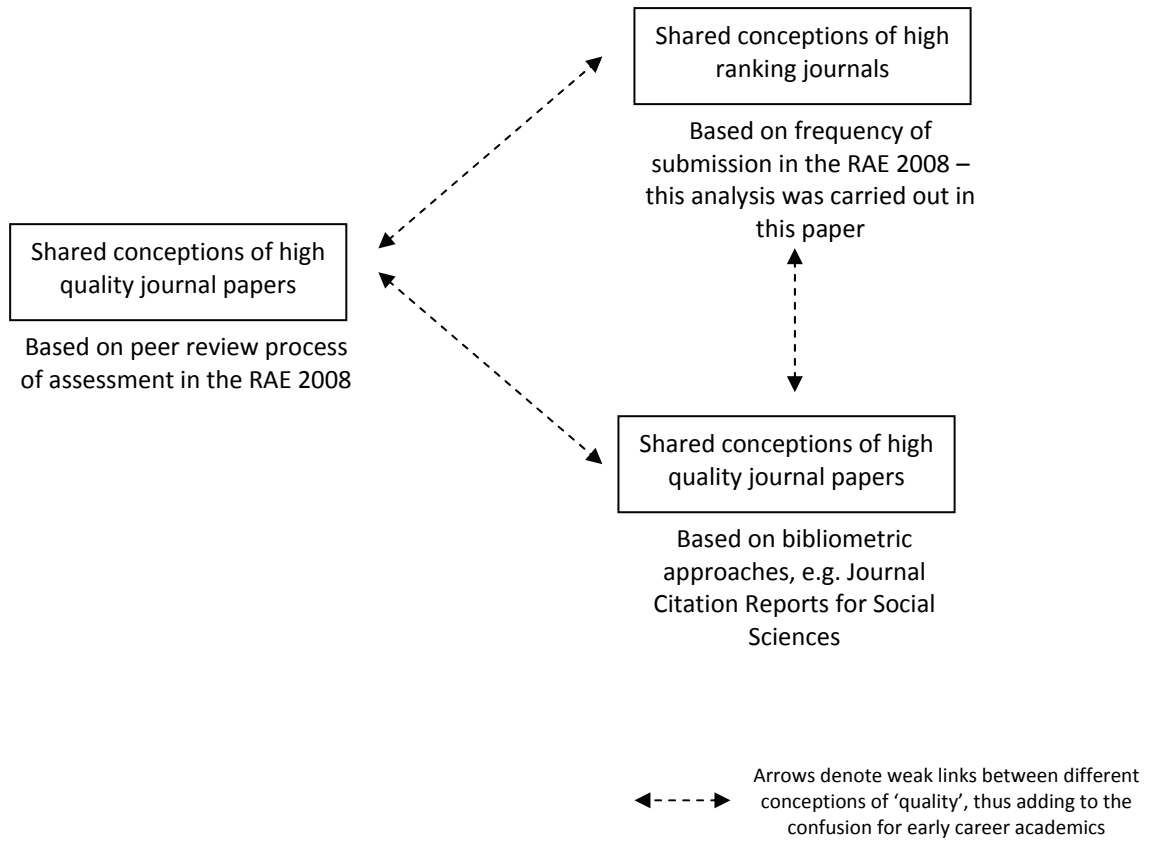 Shared conceptions of high
ranking journals
Based on frequency of
submission in the RAE 2008 –
this analysis was carried out in
this paper
Shared conceptions of high
quality journal papers
Based on peer review process
of assessment in the RAE 2008
Shared conceptions of high
quality journal papers
Based on bibliometric
approaches, e.g. Journal
Citation Reports for Social
Sciences
Arrows denote weak links between different
conceptions of ‘quality’, thus adding to the
confusion for early career academics